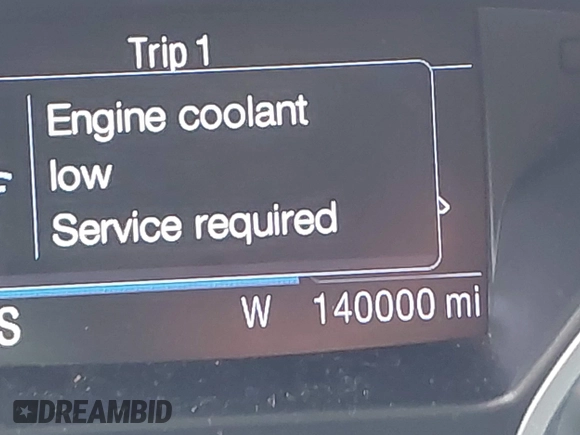 Trip 1
Engine coolant
low
Service required
S W 140000 mi
DREAMBID